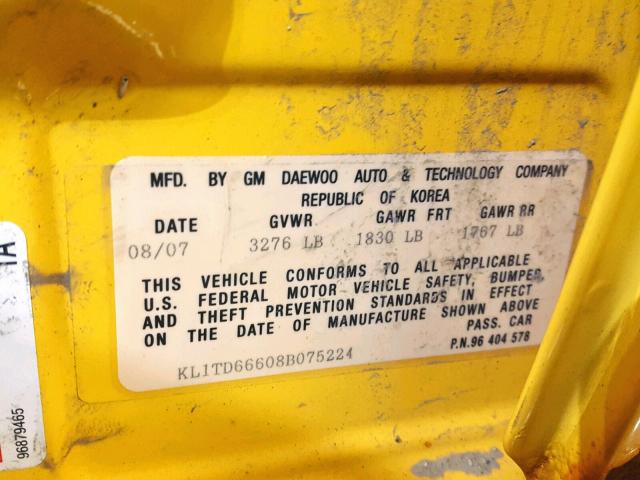 MFD. BY GM DAEWOO AUTO & TECHNOLOGY COMPANY
REPUBLIC OF KOREA
DATE GVWR GAWR FRT GAWR RR
08/07 3276 LB 1830 LB 1767 LB
THIS VEHICLE CONFORMS TO ALL APPLICABLE
U.S. FEDERAL MOTOR VEHICLE SAFETY, BUMPER,
AND THEFT PREVENTION STANDARDS IN EFFECT
ON THE DATE OF MANUFACTURE SHOWN ABOVE
PASS. CAR
P.N. 96 404 578
KL1TD66608B075224
96879465